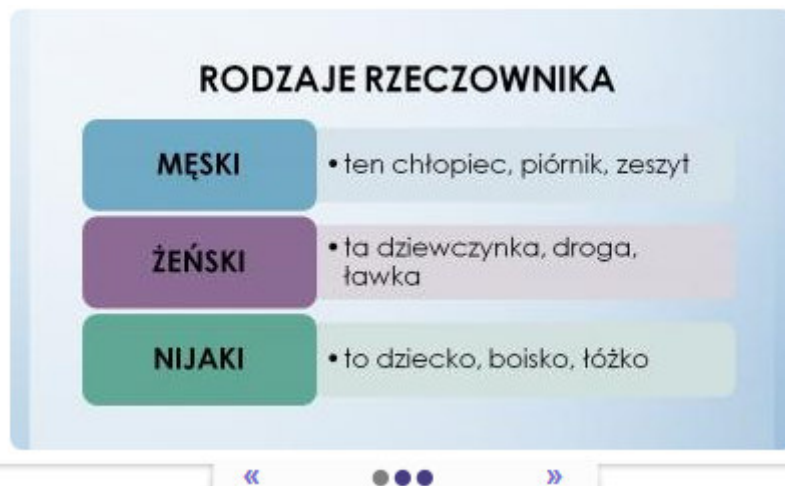 RODZAJE RZECZOWNIKA
MĘSKI
• ten chłopiec, piórnik, zeszyt
ŻEŃSKI
• ta dziewczynka, droga,
ławka
NIJAKI
• to dziecko, boisko, łóżko
« »